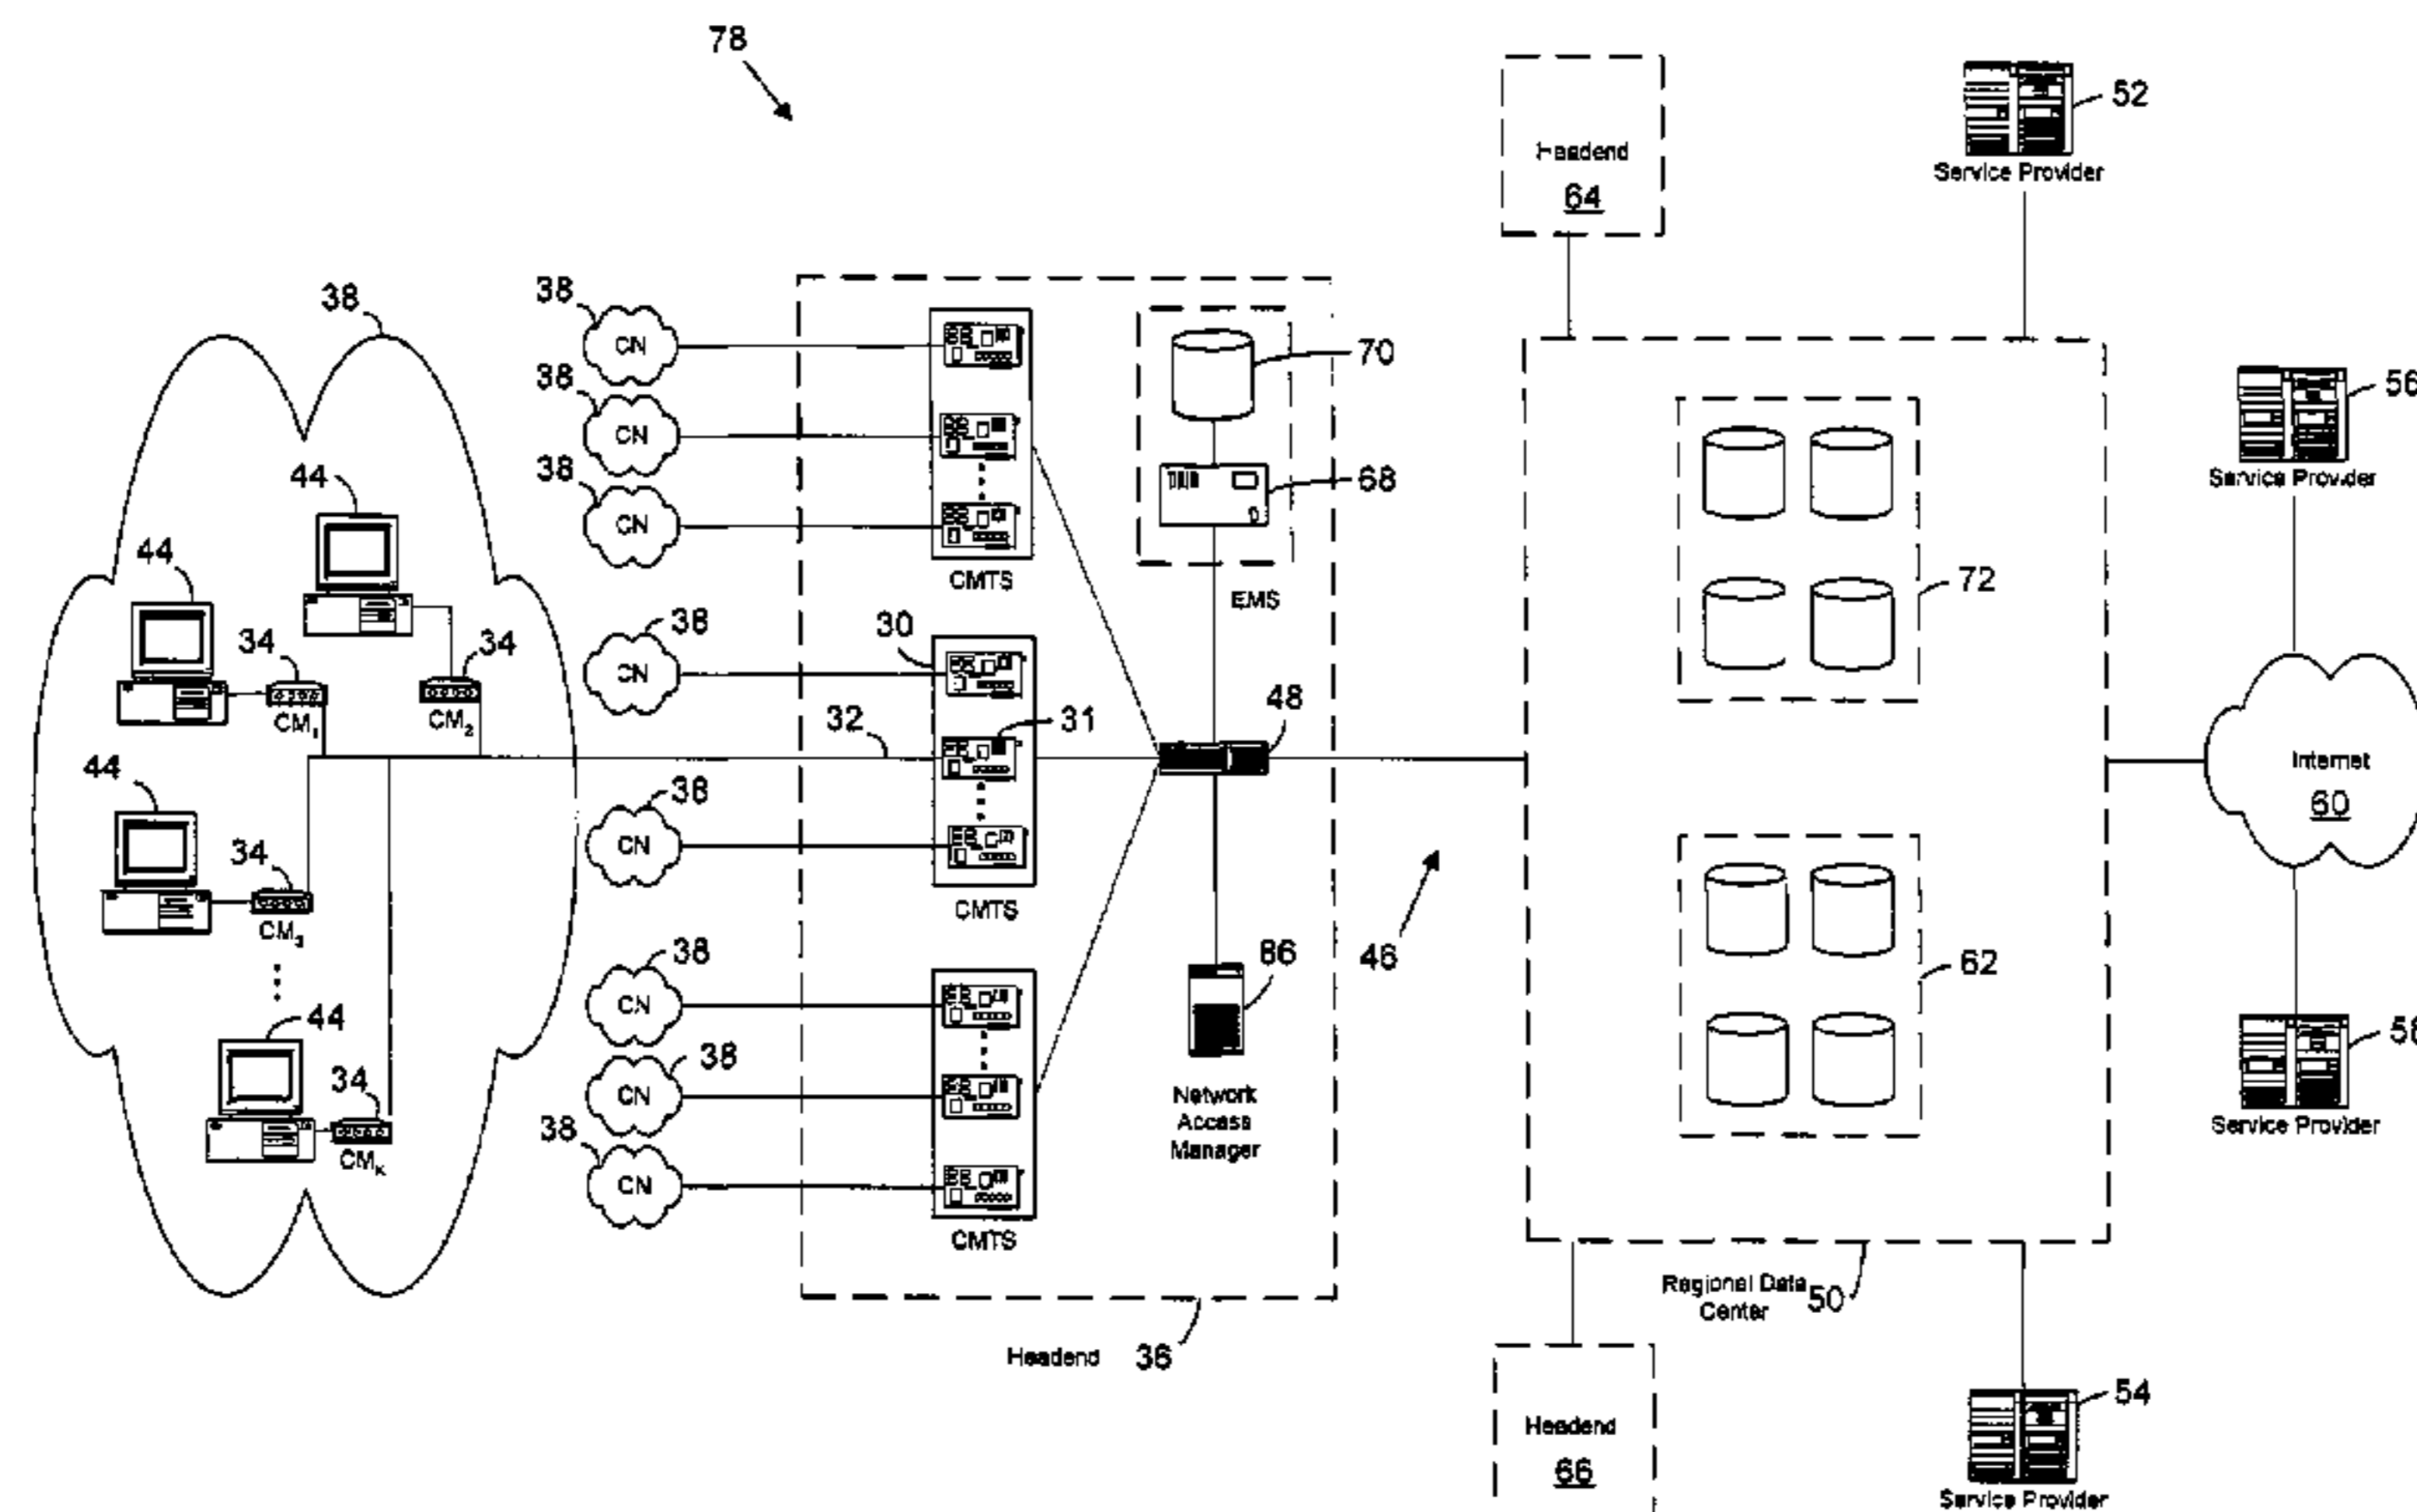 78
Headend
64
52
Service Provider
38
38
CN
38
CN
38
CN
CMTS
70
68
EMS
56
Service Provider
72
44
44
34
CM1
34
CM2
44
34
CM3
44
34
CMK
38
CN
30
32
31
48
38
CN
CMTS
Internet
60
46
62
38
CN
38
CN
38
CN
CMTS
86
Network
Access
Manager
58
Service Provider
Regional Data
Center
50
Headend 36
Headend
66
54
Service Provider